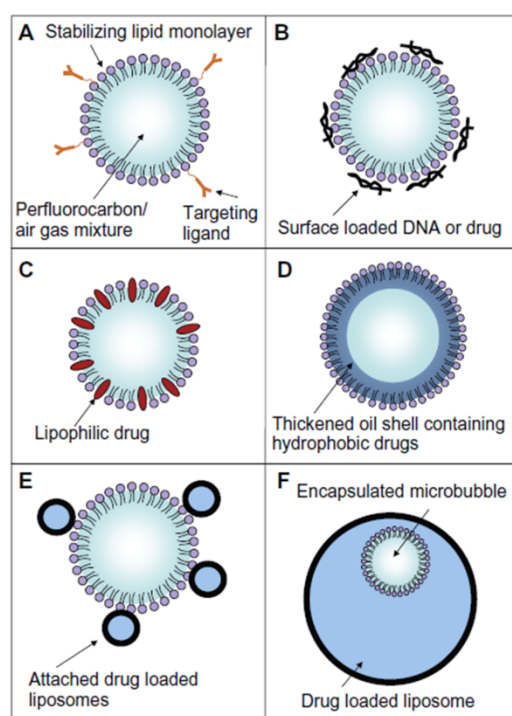 A
Stabilizing lipid monolayer
Perfluorocarbon/
air gas mixture
Targeting
ligand
B
Surface loaded DNA or drug
C
Lipophilic drug
D
Thickened oil shell containing
hydrophobic drugs
E
Attached drug loaded
liposomes
F
Encapsulated microbubble
Drug loaded liposome